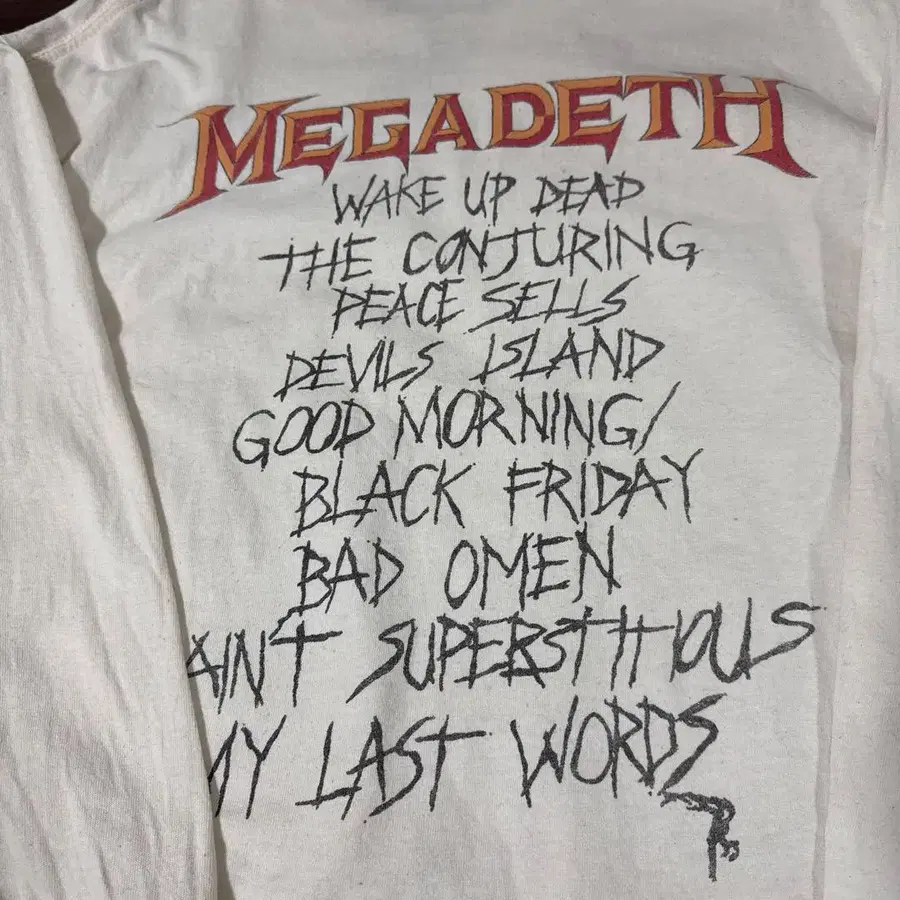 MEGADETH
WAKE UP DEAD
THE CONJURING
PEACE SELLS
DEVILS ISLAND
GOOD MORNING/
BLACK FRIDAY
BAD OMEN
AINT SUPERSTITIOUS
MY LAST WORDS